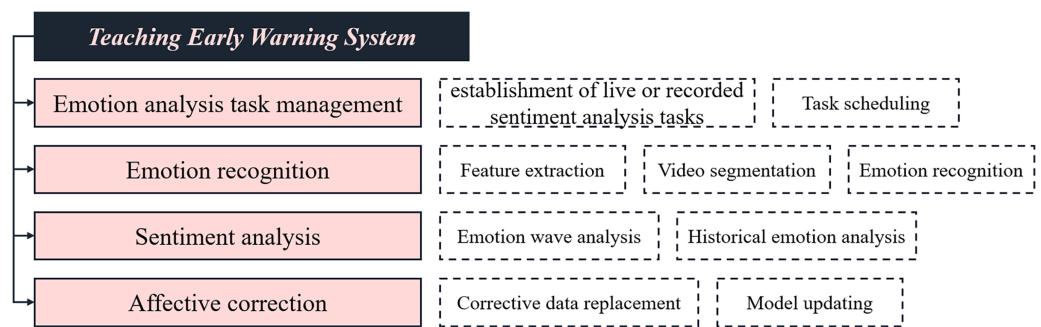 Teaching Early Warning System
Emotion analysis task management
establishment of live or recorded
sentiment analysis tasks
Task scheduling
Emotion recognition
Feature extraction
Video segmentation
Emotion recognition
Sentiment analysis
Emotion wave analysis
Historical emotion analysis
Affective correction
Corrective data replacement
Model updating